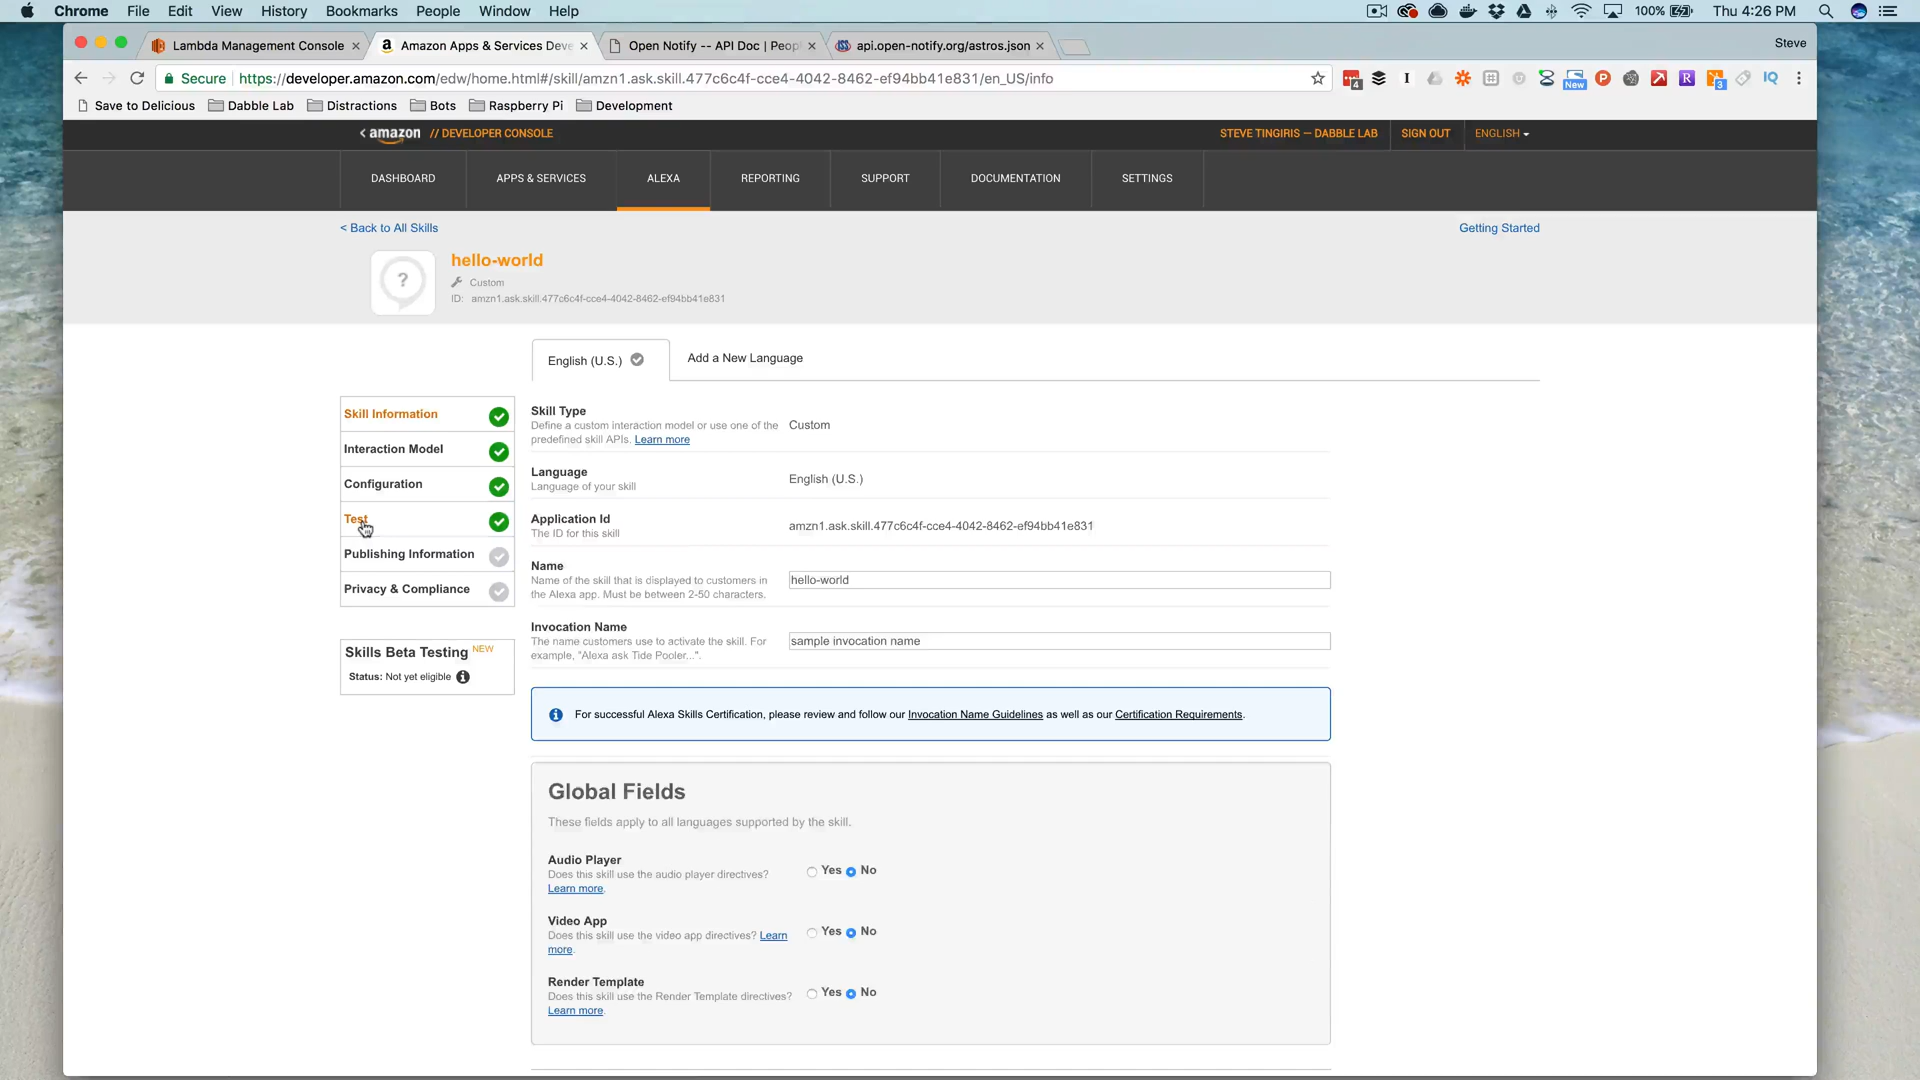 Chrome File Edit View History Bookmarks People Window Help 100% Thu 4:26 PM
Lambda Management Console Amazon Apps & Services Deve Open Notify -- API Doc | Peop api.open-notify.org/astros.json Steve
Secure https://developer.amazon.com/edw/home.html#/skill/amzn1.ask.skill.477c6c4f-cce4-4042-8462-ef94bb41e831/en_US/info
Save to Delicious Dabble Lab Distractions Bots Raspberry Pi Development
< amazon // DEVELOPER CONSOLE STEVE TINGIRIS — DABBLE LAB SIGN OUT ENGLISH
DASHBOARD APPS & SERVICES ALEXA REPORTING SUPPORT DOCUMENTATION SETTINGS
< Back to All Skills Getting Started
hello-world
Custom
ID: amzn1.ask.skill.477c6c4f-cce4-4042-8462-ef94bb41e831
English (U.S.) Add a New Language
Skill Information
Interaction Model
Configuration
Test
Publishing Information
Privacy & Compliance
Skills Beta Testing NEW
Status: Not yet eligible
Skill Type
Define a custom interaction model or use one of the
predefined skill APIs. Learn more
Custom
Language
Language of your skill
English (U.S.)
Application Id
The ID for this skill
amzn1.ask.skill.477c6c4f-cce4-4042-8462-ef94bb41e831
Name
Name of the skill that is displayed to customers in
the Alexa app. Must be between 2-50 characters.
hello-world
Invocation Name
The name customers use to activate the skill. For
example, "Alexa ask Tide Pooler...".
sample invocation name
For successful Alexa Skills Certification, please review and follow our Invocation Name Guidelines as well as our Certification Requirements.
Global Fields
These fields apply to all languages supported by the skill.
Audio Player
Does this skill use the audio player directives?
Learn more.
Yes No
Video App
Does this skill use the video app directives? Learn
more.
Yes No
Render Template
Does this skill use the Render Template directives?
Learn more.
Yes No